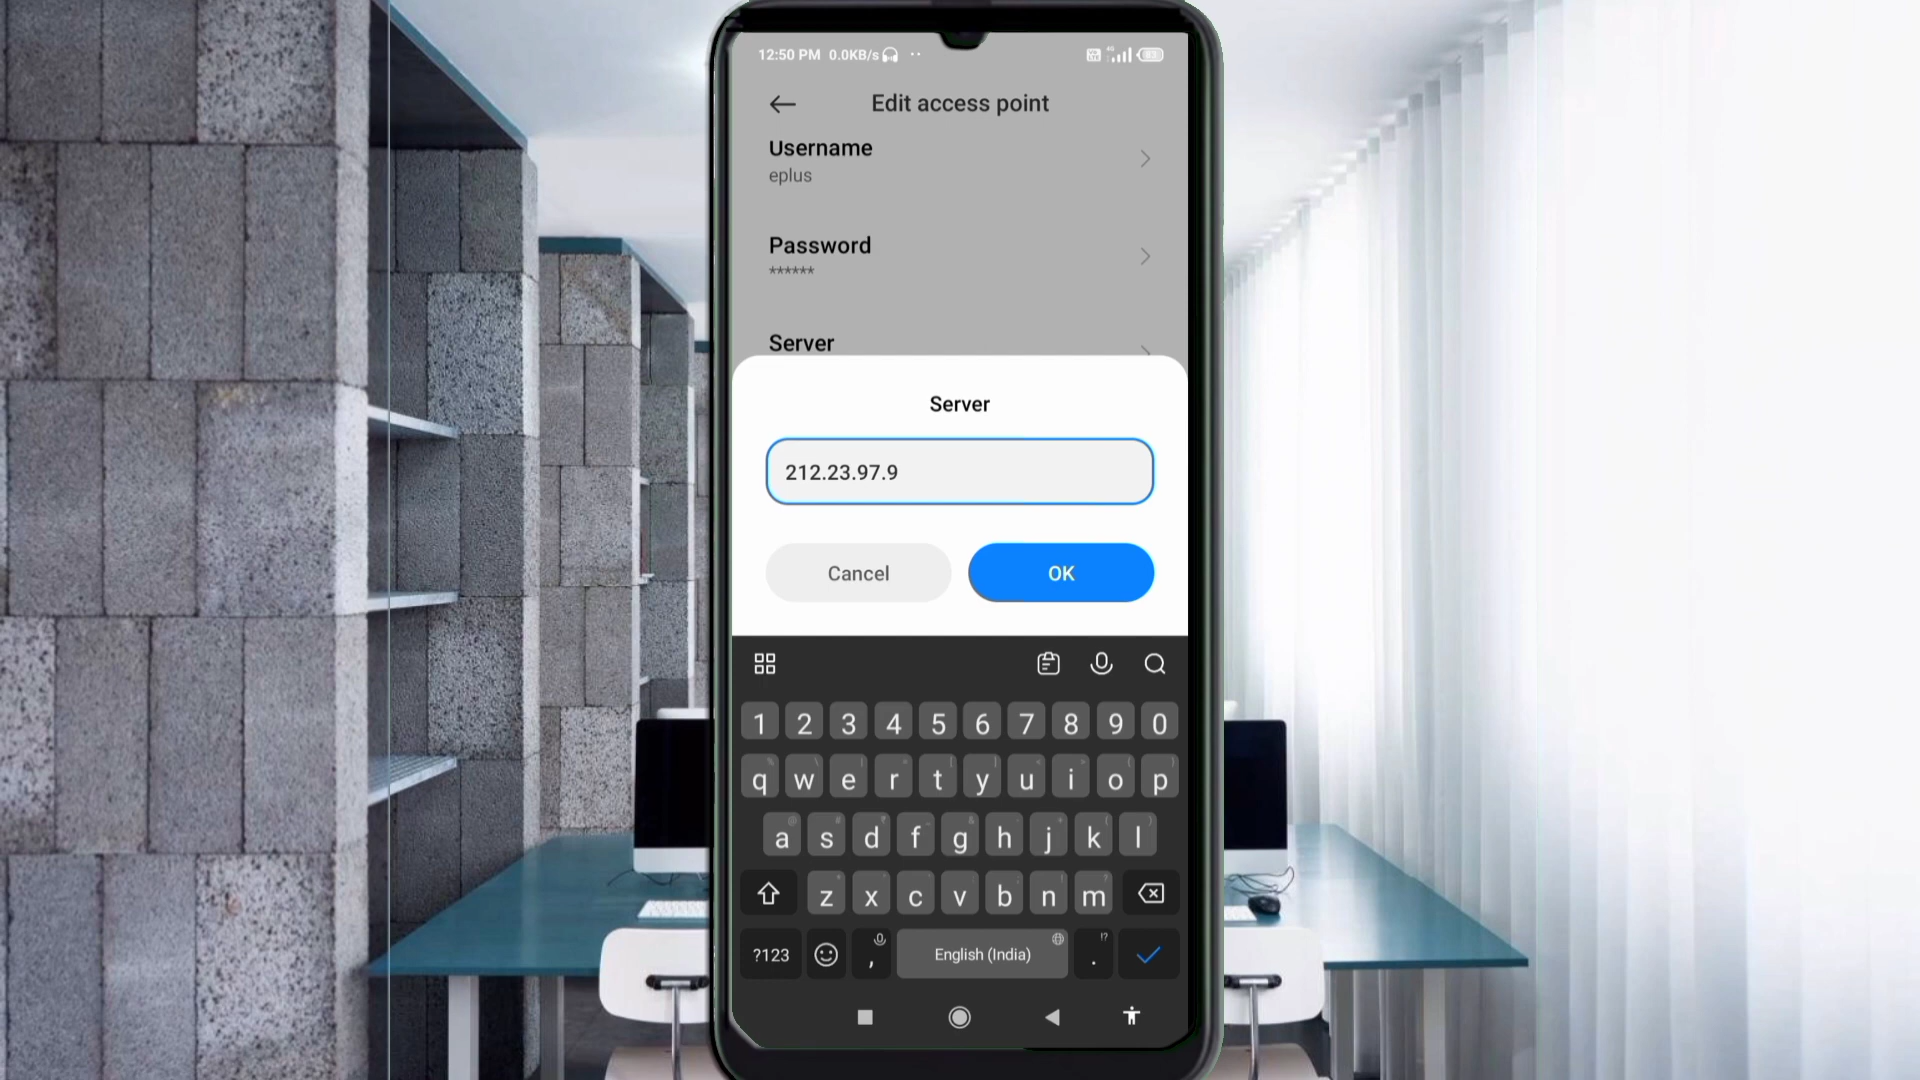 12:50 PM 0.0KB/s
4G
Edit access point
Username
eplus
Password
******
Server
Server
212.23.97.9
Cancel
OK
1 2 3 4 5 6 7 8 9 0
q w e r t y u i o p
a s d f g h j k l
z x c v b n m
?123 , English (India) . !?